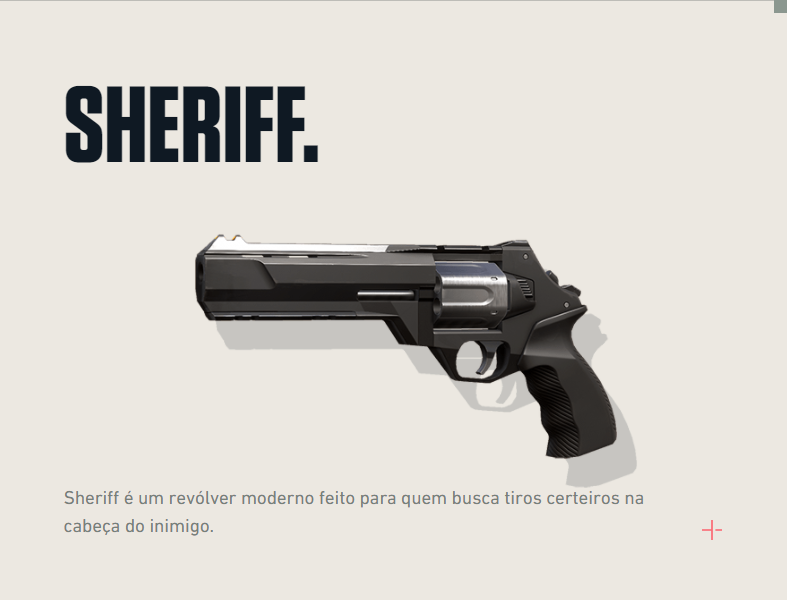 SHERIFF.
Sheriff é um revólver moderno feito para quem busca tiros certeiros na
cabeça do inimigo.